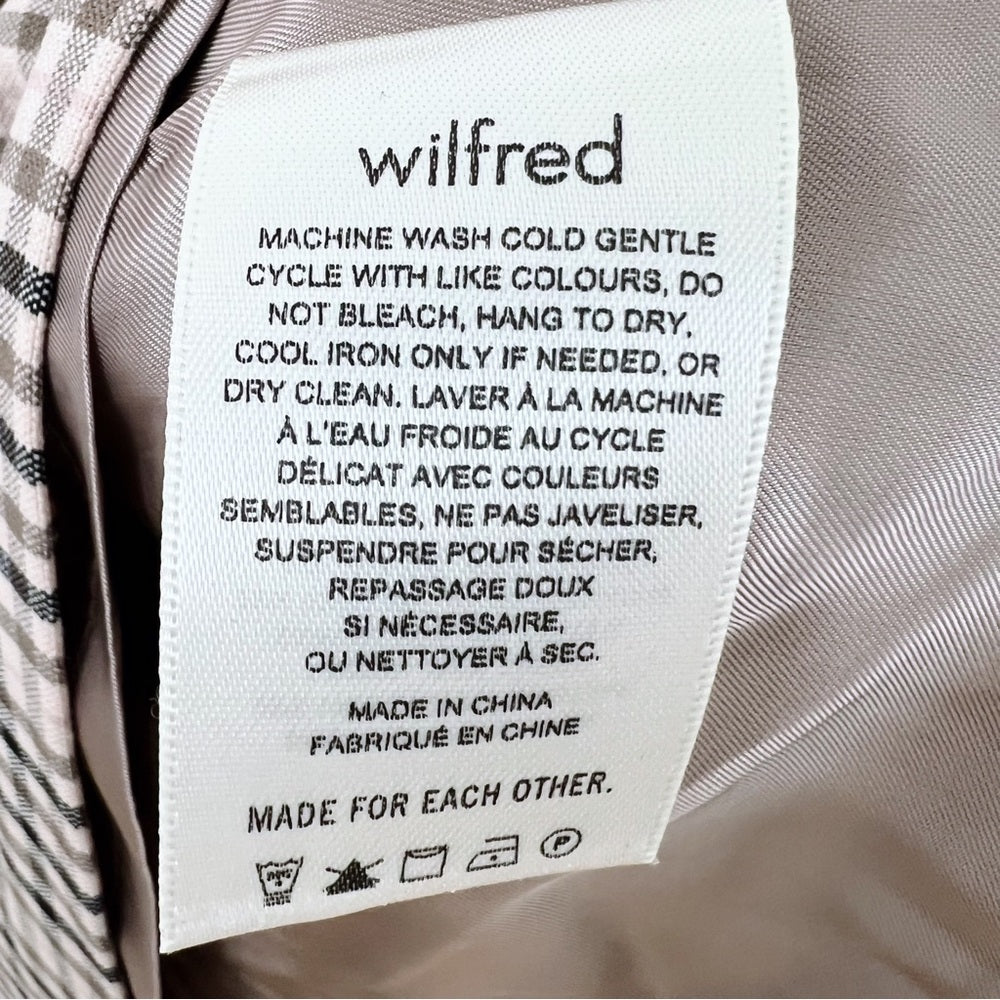 wilfred
MACHINE WASH COLD GENTLE
CYCLE WITH LIKE COLOURS, DO
NOT BLEACH, HANG TO DRY,
COOL IRON ONLY IF NEEDED, OR
DRY CLEAN. LAVER À LA MACHINE
À L'EAU FROIDE AU CYCLE
DÉLICAT AVEC COULEURS
SEMBLABLES, NE PAS JAVELISER,
SUSPENDRE POUR SÉCHER,
REPASSAGE DOUX
SI NÉCESSAIRE,
OU NETTOYER À SEC.
MADE IN CHINA
FABRIQUÉ EN CHINE
MADE FOR EACH OTHER.
P